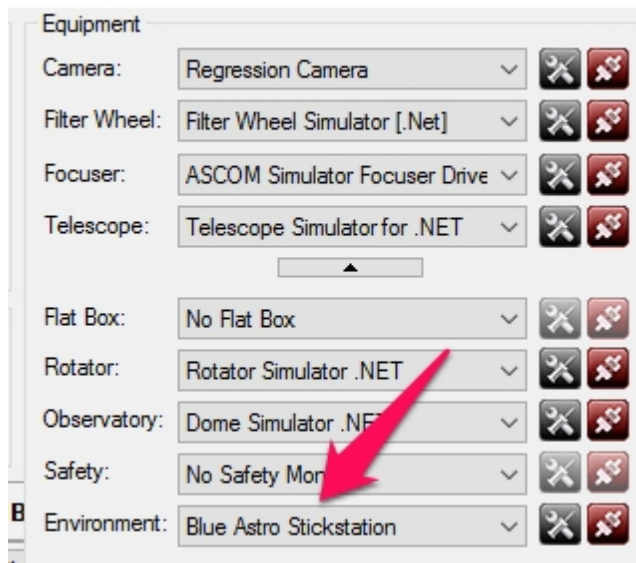 Equipment
Camera: Regression Camera
Filter Wheel: Filter Wheel Simulator [.Net]
Focuser: ASCOM Simulator Focuser Drive
Telescope: Telescope Simulator for .NET
Flat Box: No Flat Box
Rotator: Rotator Simulator .NET
Observatory: Dome Simulator
Safety: No Safety
B
Environment: Blue Astro Stickstation